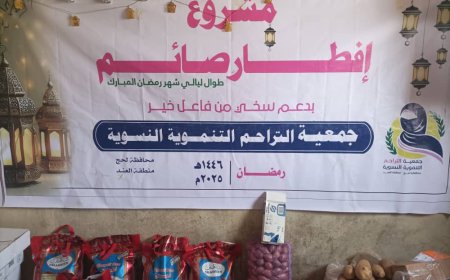 مشروع
إفطار صائم
طوال ليالي شهر رمضان المبارك
بدعم سخي من فاعل خير
جمعية التراحم التنموية النسوية
رمضان
١٤٤٦هـ
٢٠٢٥م
محافظة لحج
منطقة العند
جمعية التراحم
التنموية النسوية